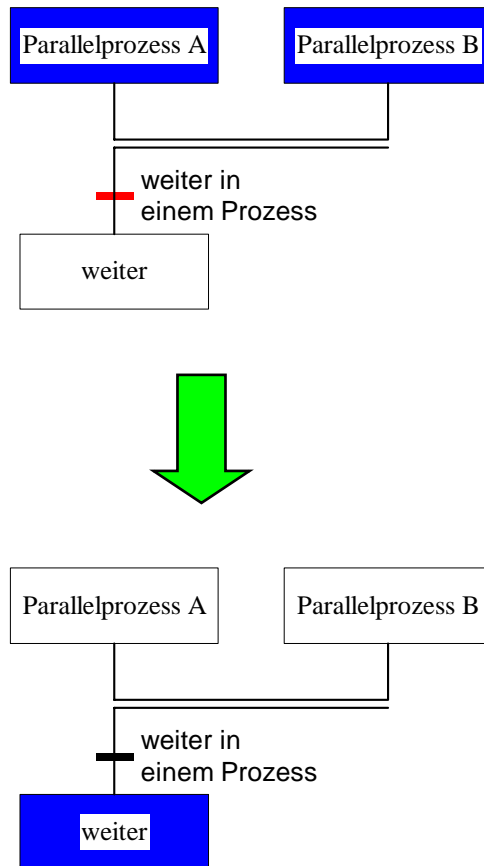 Parallelprozess A
Parallelprozess B
weiter in
einem Prozess
weiter
Parallelprozess A
Parallelprozess B
weiter in
einem Prozess
weiter